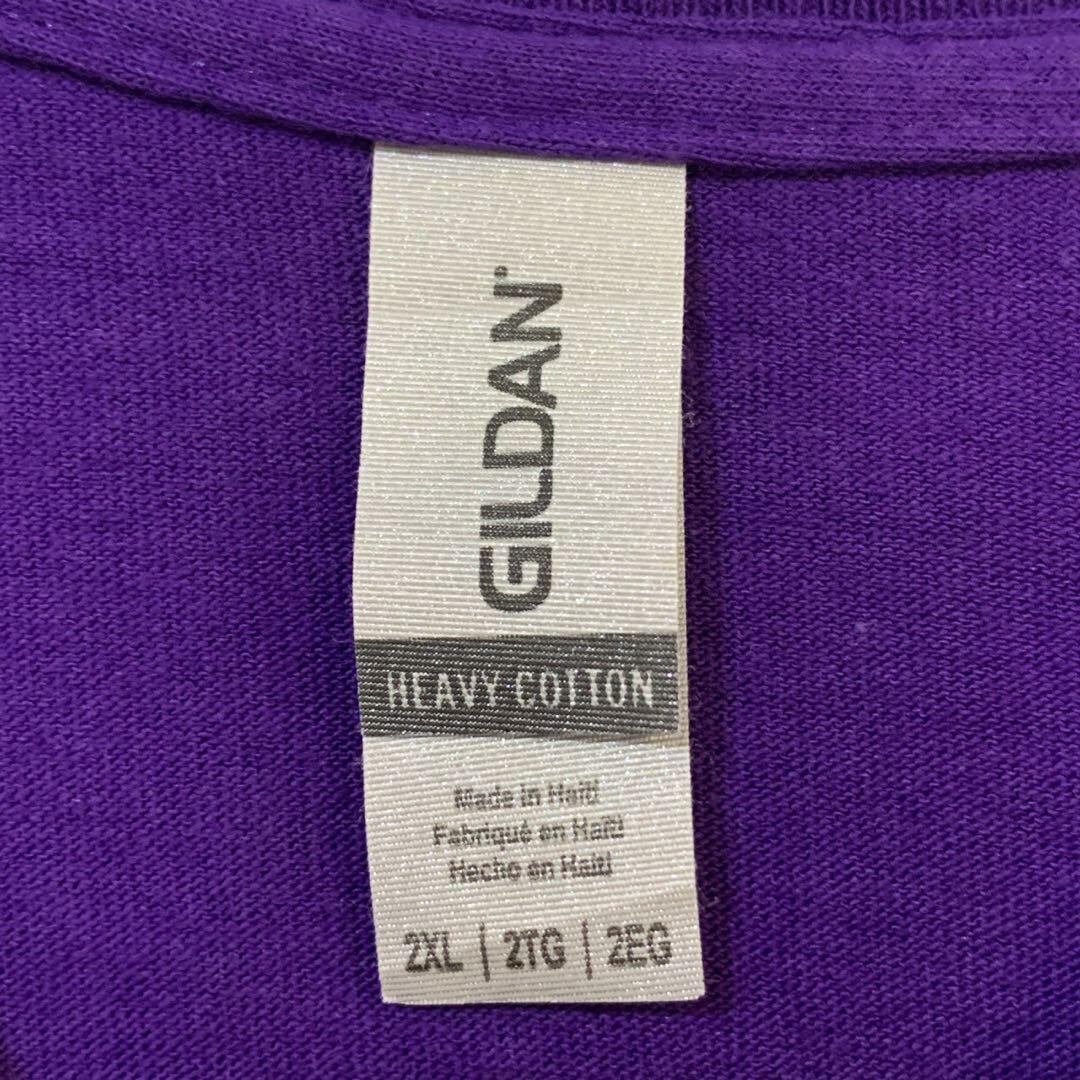 GILDAN
HEAVY COTTON
Made in Haiti
Fabriqué en Haïti
Hecho en Haití
2XL | 2TG | 2EG